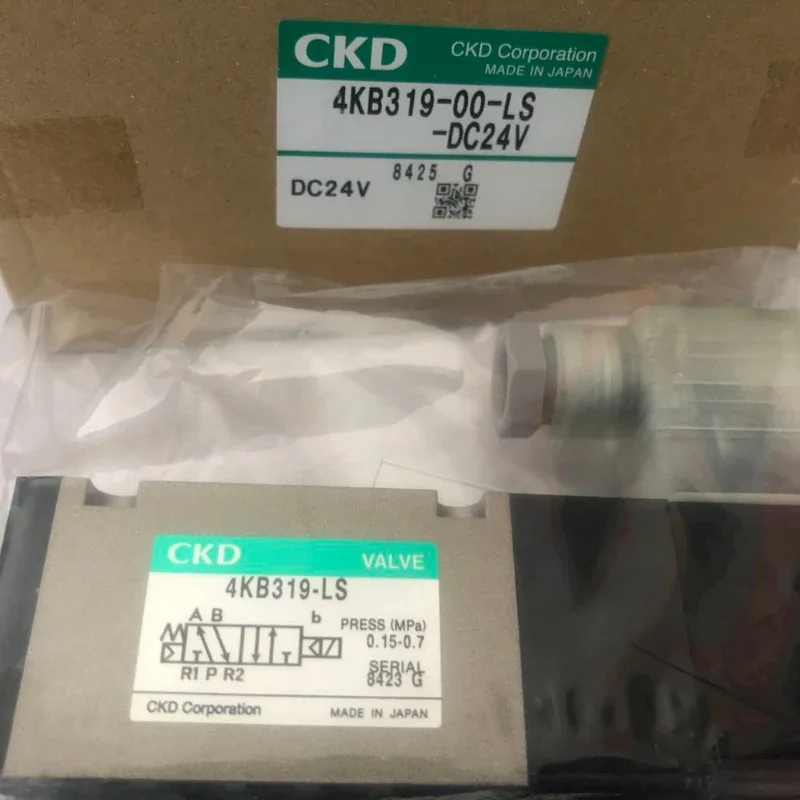 CKD CKD Corporation
MADE IN JAPAN
4KB319-00-LS
-DC24V
8425 G
DC24V
CKD VALVE
4KB319-LS
A B b
PRESS (MPa)
0.15-0.7
R1 P R2
SERIAL
8423 G
CKD Corporation MADE IN JAPAN